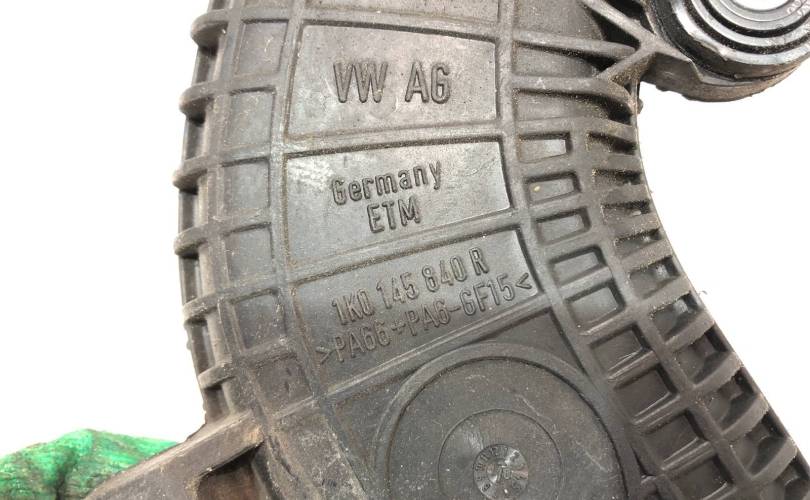 VW AG
Germany
ETM
1K0 145 840 R
>PA66+PA6-GF15<